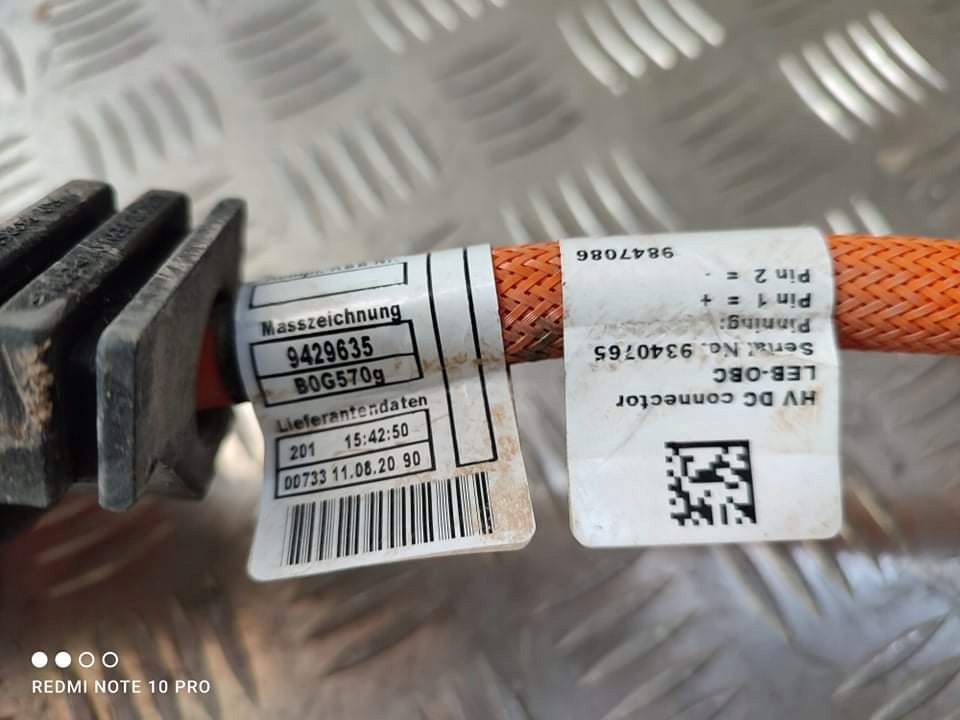 Masszeichnung
9429635
B0G570g
Lieferantendaten
201 15:42:50
00733 11.08.20 90
HV DC connector
LEB-OBC
Serial No. 9340765
Pinning:
Pin 1 = +
Pin 2 = -
9847086
REDMI NOTE 10 PRO